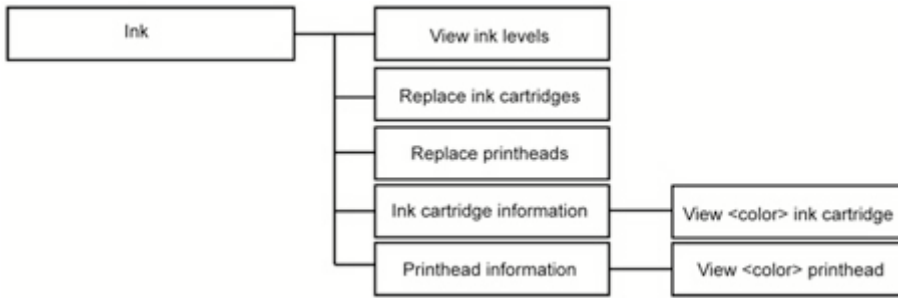 Ink
View ink levels
Replace ink cartridges
Replace printheads
Ink cartridge information
View <color> ink cartridge
Printhead information
View <color> printhead